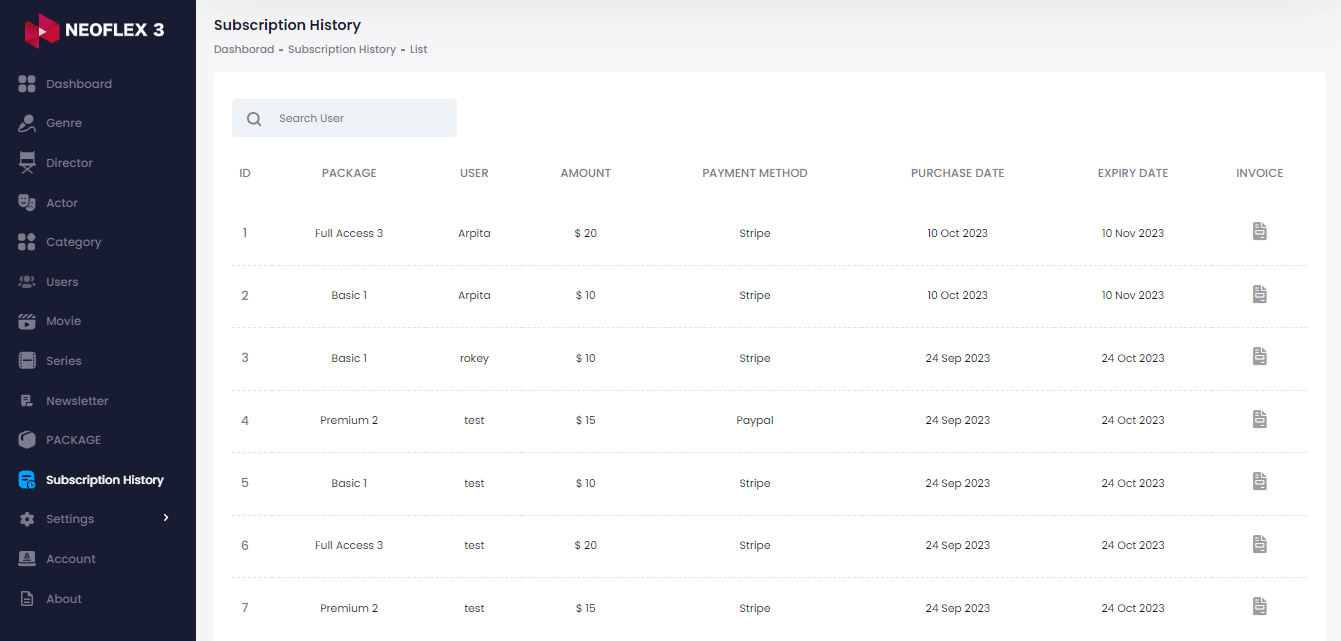 NEOFLEX 3
Dashboard
Genre
Director
Actor
Category
Users
Movie
Series
Newsletter
PACKAGE
Subscription History
Settings
Account
About
Subscription History
Dashborad - Subscription History - List
Search User
ID PACKAGE USER AMOUNT PAYMENT METHOD PURCHASE DATE EXPIRY DATE INVOICE
1 Full Access 3 Arpita $ 20 Stripe 10 Oct 2023 10 Nov 2023
2 Basic 1 Arpita $ 10 Stripe 10 Oct 2023 10 Nov 2023
3 Basic 1 rokey $ 10 Stripe 24 Sep 2023 24 Oct 2023
4 Premium 2 test $ 15 Paypal 24 Sep 2023 24 Oct 2023
5 Basic 1 test $ 10 Stripe 24 Sep 2023 24 Oct 2023
6 Full Access 3 test $ 20 Stripe 24 Sep 2023 24 Oct 2023
7 Premium 2 test $ 15 Stripe 24 Sep 2023 24 Oct 2023